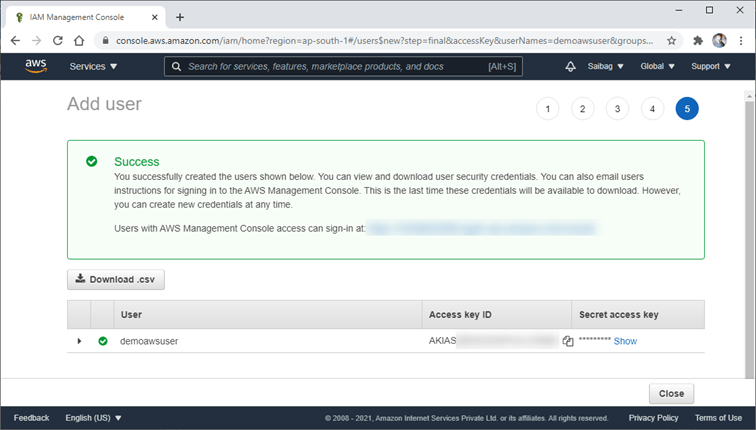 IAM Management Console
console.aws.amazon.com/iam/home?region=ap-south-1#/users$new?step=final&accessKey&userNames=demoawsuser&groups...
aws Services Search for services, features, marketplace products, and docs [Alt+S] Saibag Global Support
Add user
1 2 3 4 5
Success
You successfully created the users shown below. You can view and download user security credentials. You can also email users
instructions for signing in to the AWS Management Console. This is the last time these credentials will be available to download. However,
you can create new credentials at any time.
Users with AWS Management Console access can sign-in at:
Download .csv
User Access key ID Secret access key
demoawsuser AKIAS ********* Show
Close
Feedback English (US) © 2008 - 2021, Amazon Internet Services Private Ltd. or its affiliates. All rights reserved. Privacy Policy Terms of Use